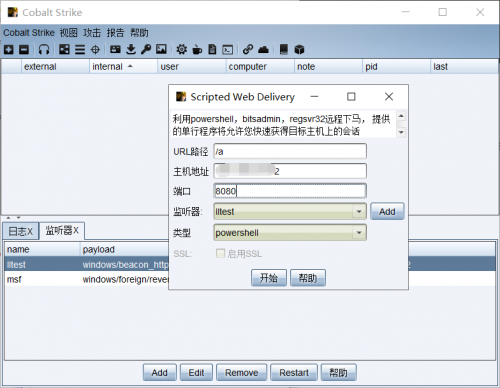 Cobalt Strike
Cobalt Strike 视图 攻击 报告 帮助
external internal user computer note pid last
Scripted Web Delivery
利用powershell，bitsadmin，regsvr32远程下马， 提供
的单行程序将允许您快速获得目标主机上的会话
URL路径 /a
主机地址 2
端口 8080
监听器: lltest Add
类型 powershell
SSL: 启用SSL
开始 帮助
日志X 监听器X
name payload
lltest windows/beacon_http
msf windows/foreign/rever
Add Edit Remove Restart 帮助